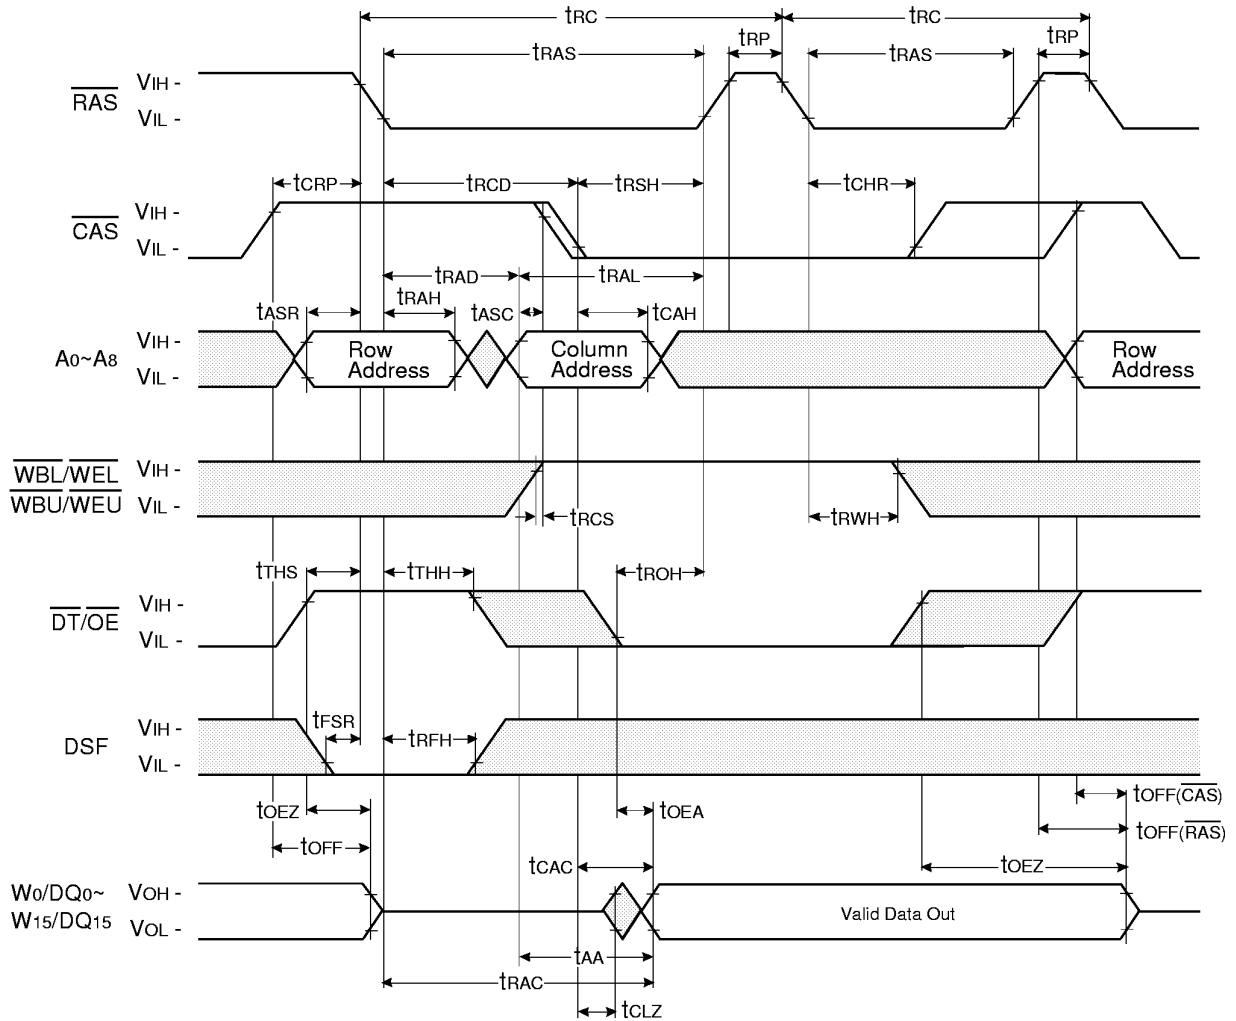 tRC
tRC
tRP
tRP
tRAS
tRAS
RAS
VIH -
VIL -
tCRP
tRCD
tRSH
tCHR
CAS
VIH -
VIL -
tRAD
tRAL
tASR
tRAH
tASC
tCAH
A0~A8
VIH -
VIL -
Row
Address
Column
Address
Row
Address
WBL/WEL
WBU/WEU
VIH -
VIL -
tRCS
tRWH
tTHS
tTHH
tROH
DT/OE
VIH -
VIL -
tFSR
tRFH
DSF
VIH -
VIL -
tOEZ
tOEA
tOFF(CAS)
tOFF
tCAC
tOFF(RAS)
tOEZ
W0/DQ0~
W15/DQ15
VOH -
VOL -
Valid Data Out
tAA
tRAC
tCLZ